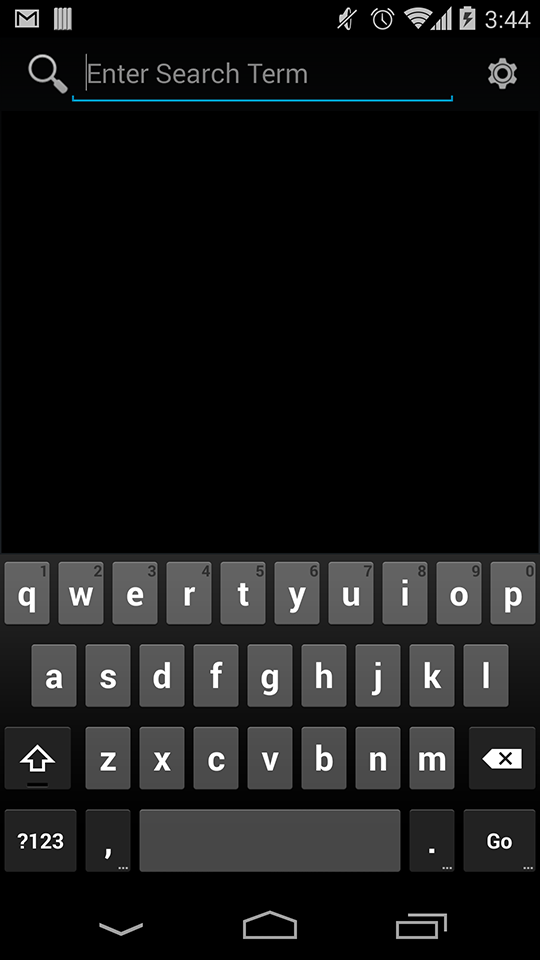 3:44
Enter Search Term
1 2 3 4 5 6 7 8 9 0
q w e r t y u i o p
a s d f g h j k l
z x c v b n m
?123 , . Go